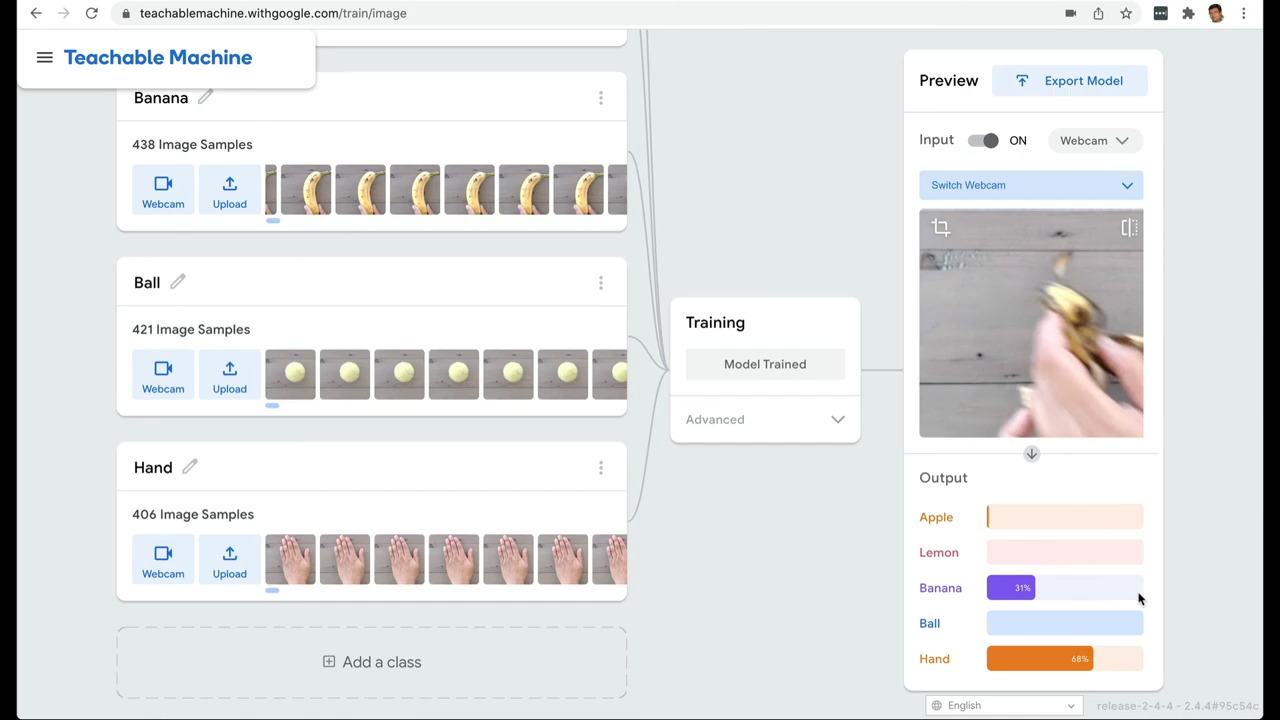 teachablemachine.withgoogle.com/train/image
Teachable Machine
Banana
438 Image Samples
Webcam
Upload
Ball
421 Image Samples
Webcam
Upload
Hand
406 Image Samples
Webcam
Upload
Add a class
Training
Model Trained
Advanced
Preview
Export Model
Input
ON
Webcam
Switch Webcam
Output
Apple
Lemon
Banana
31%
Ball
Hand
68%
English
release-2-4-4 - 2.4.4#95c54c